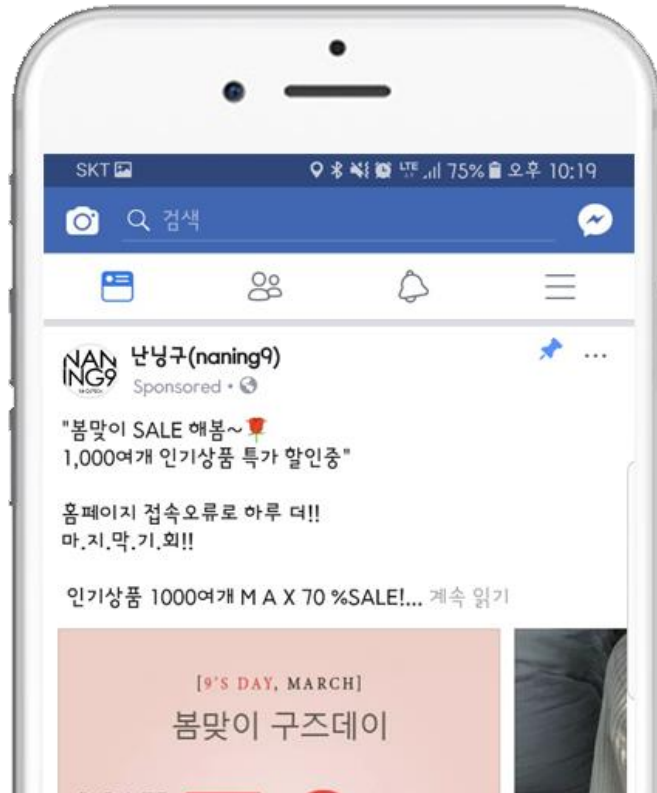 SKT LTE 75% 오후 10:19
검색
NAN
NING9
난닝구(naning9)
Sponsored •
"봄맞이 SALE 해봄~🌹
1,000여개 인기상품 특가 할인중"
홈페이지 접속오류로 하루 더!!
마.지.막.기.회!!
인기상품 1000여개 M A X 70 %SALE!... 계속 읽기
[9'S DAY, MARCH]
봄맞이 구즈데이